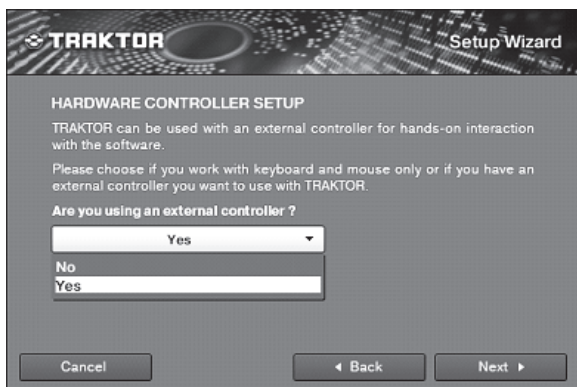 TRAKTOR
Setup Wizard
HARDWARE CONTROLLER SETUP
TRAKTOR can be used with an external controller for hands-on interaction
with the software.
Please choose if you work with keyboard and mouse only or if you have an
external controller you want to use with TRAKTOR.
Are you using an external controller ?
Yes
No
Yes
Cancel
Back
Next